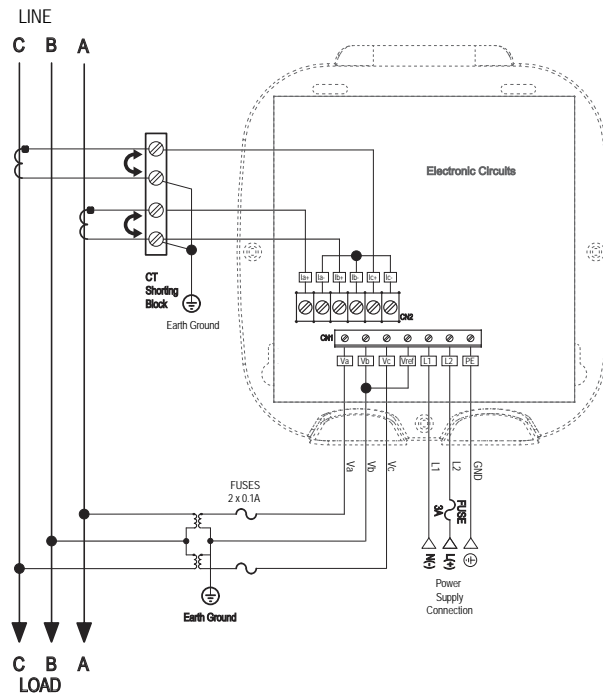 LINE
C B A
Electronic Circuits
Ia+ Ia- Ib+ Ib- Ic+ Ic-
CT
Shorting
Block
CN2
Earth Ground
CN1
Va Vb Vc Vref L1 L2 PE
Va Vb Vc L1 L2 GND
FUSES
2 x 0.1A
FUSE
3A
N(-) L(+)
Power
Supply
Connection
Earth Ground
C B A
LOAD